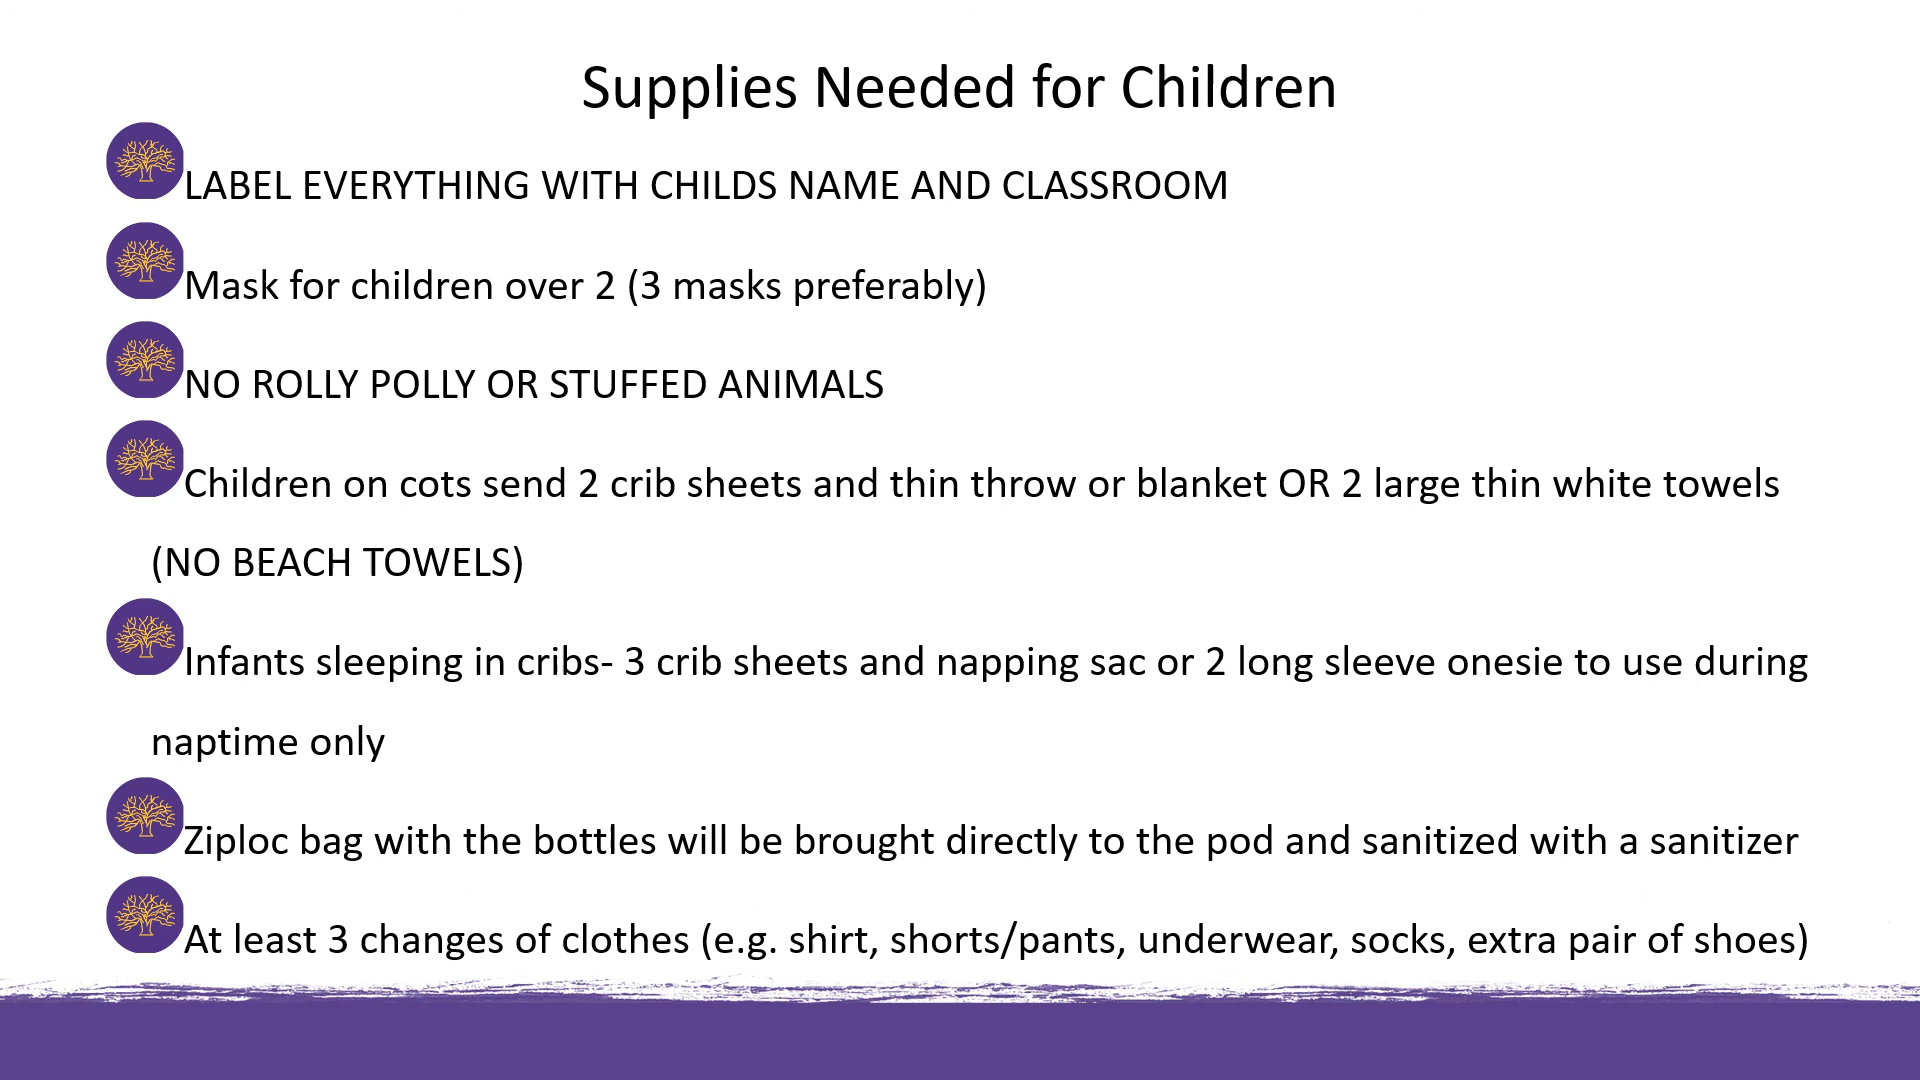 Supplies Needed for Children
LABEL EVERYTHING WITH CHILDS NAME AND CLASSROOM
Mask for children over 2 (3 masks preferably)
NO ROLLY POLLY OR STUFFED ANIMALS
Children on cots send 2 crib sheets and thin throw or blanket OR 2 large thin white towels
(NO BEACH TOWELS)
Infants sleeping in cribs- 3 crib sheets and napping sac or 2 long sleeve onesie to use during
naptime only
Ziploc bag with the bottles will be brought directly to the pod and sanitized with a sanitizer
At least 3 changes of clothes (e.g. shirt, shorts/pants, underwear, socks, extra pair of shoes)